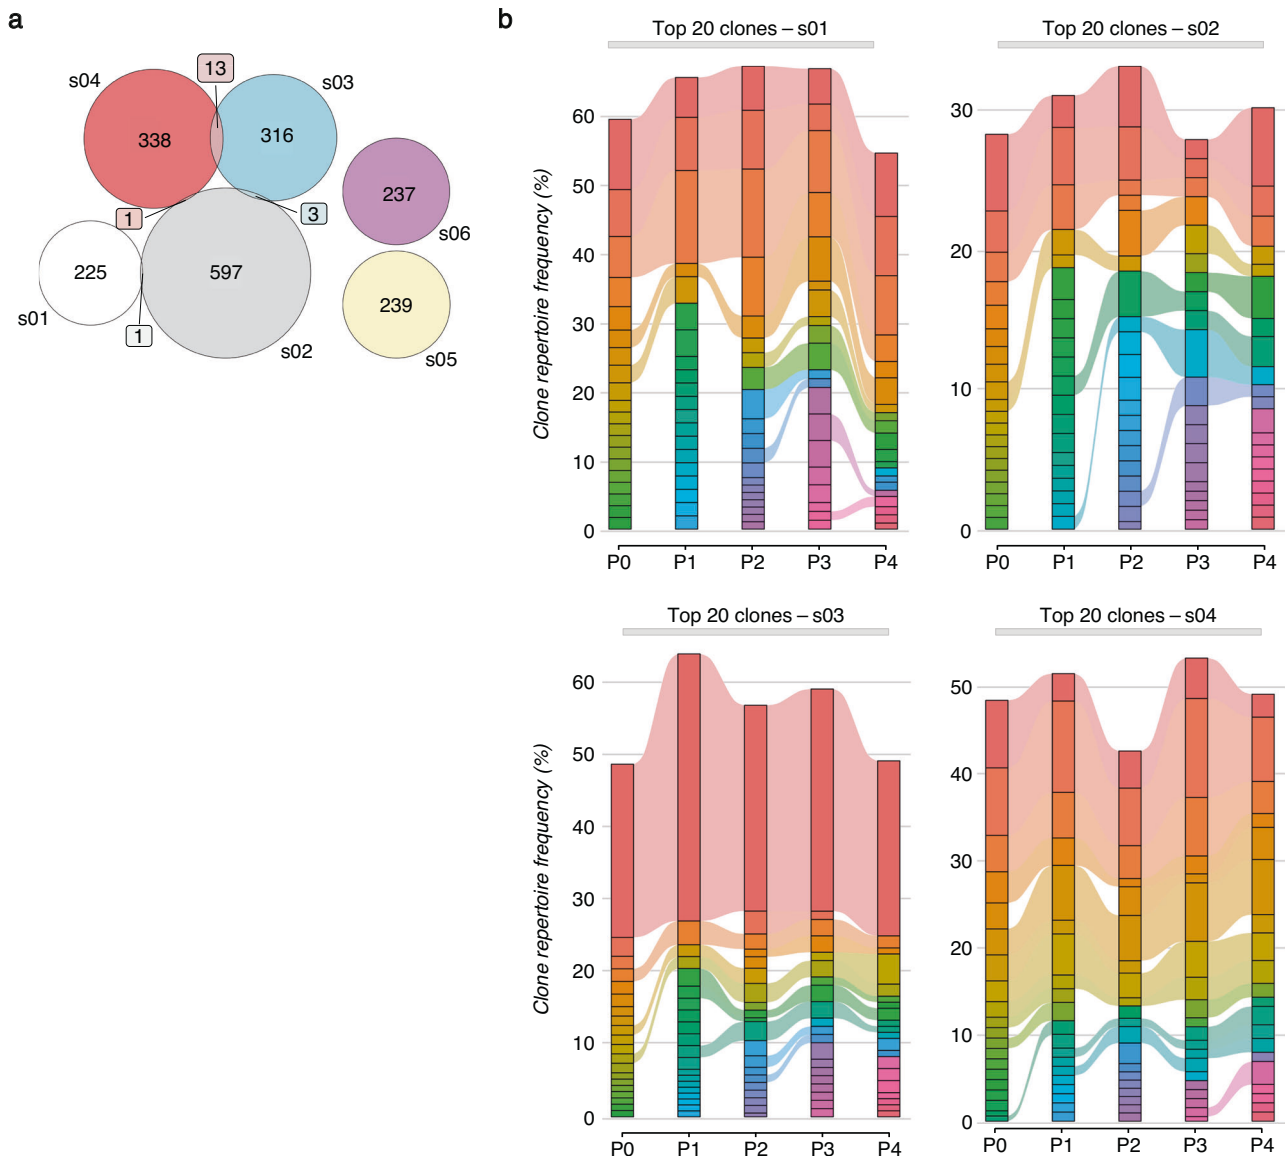 a
13
s04
s03
338
316
237
1
3
s06
225
597
239
s01
1
s02
s05
b
Top 20 clones – s01
Clone repertoire frequency (%)
60
50
40
30
20
10
0
P0 P1 P2 P3 P4
Top 20 clones – s02
30
20
10
0
P0 P1 P2 P3 P4
Top 20 clones – s03
Clone repertoire frequency (%)
60
50
40
30
20
10
0
P0 P1 P2 P3 P4
Top 20 clones – s04
50
40
30
20
10
0
P0 P1 P2 P3 P4